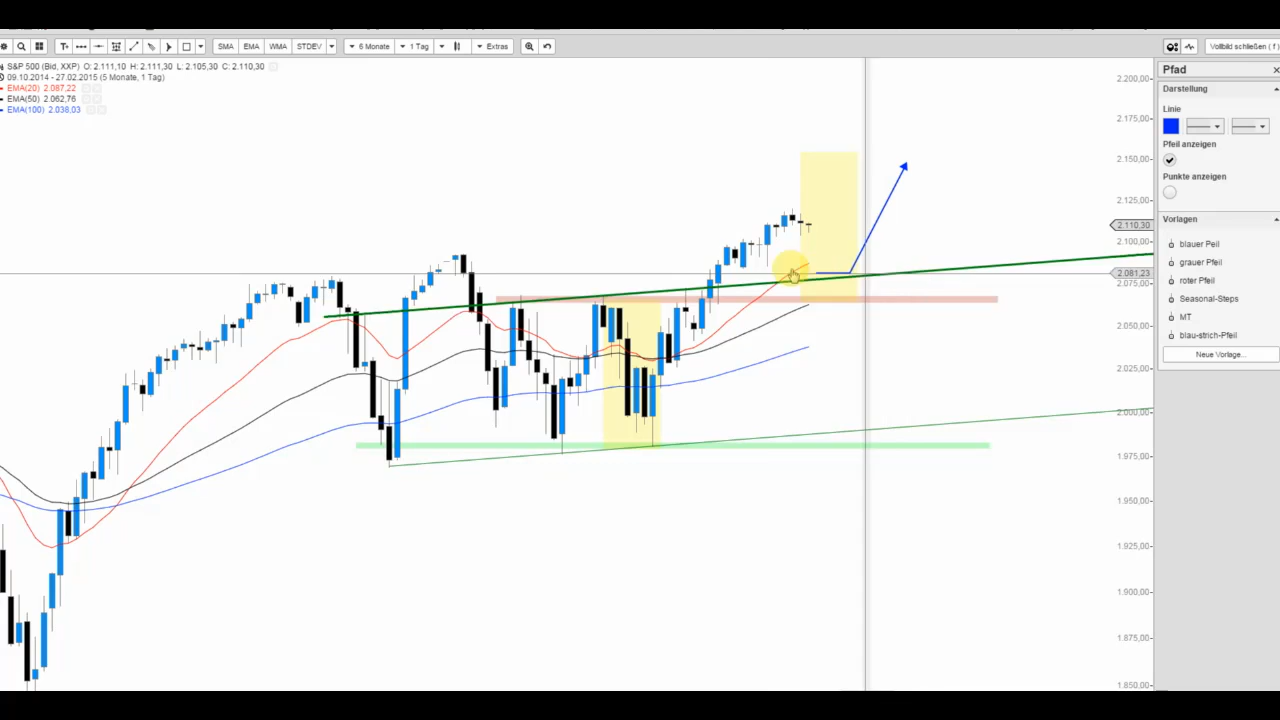 SMA EMA WMA STDEV 6 Monate 1 Tag Extras Vollbild schließen ( f )
S&P 500 (Bid, XXP) O: 2.111,10 H: 2.111,30 L: 2.105,30 C: 2.110,30
09.10.2014 - 27.02.2015 (5 Monate, 1 Tag)
EMA(20) 2.087,22
EMA(50) 2.062,76
EMA(100) 2.038,03
2.200,00
2.175,00
2.150,00
2.125,00
2.110,30
2.100,00
2.081,23
2.075,00
2.050,00
2.025,00
2.000,00
1.975,00
1.950,00
1.925,00
1.900,00
1.875,00
1.850,00
Pfad
Darstellung
Linie
Pfeil anzeigen
Punkte anzeigen
Vorlagen
blauer Peil
grauer Pfeil
roter Pfeil
Seasonal-Steps
MT
blau-strich-Pfeil
Neue Vorlage...